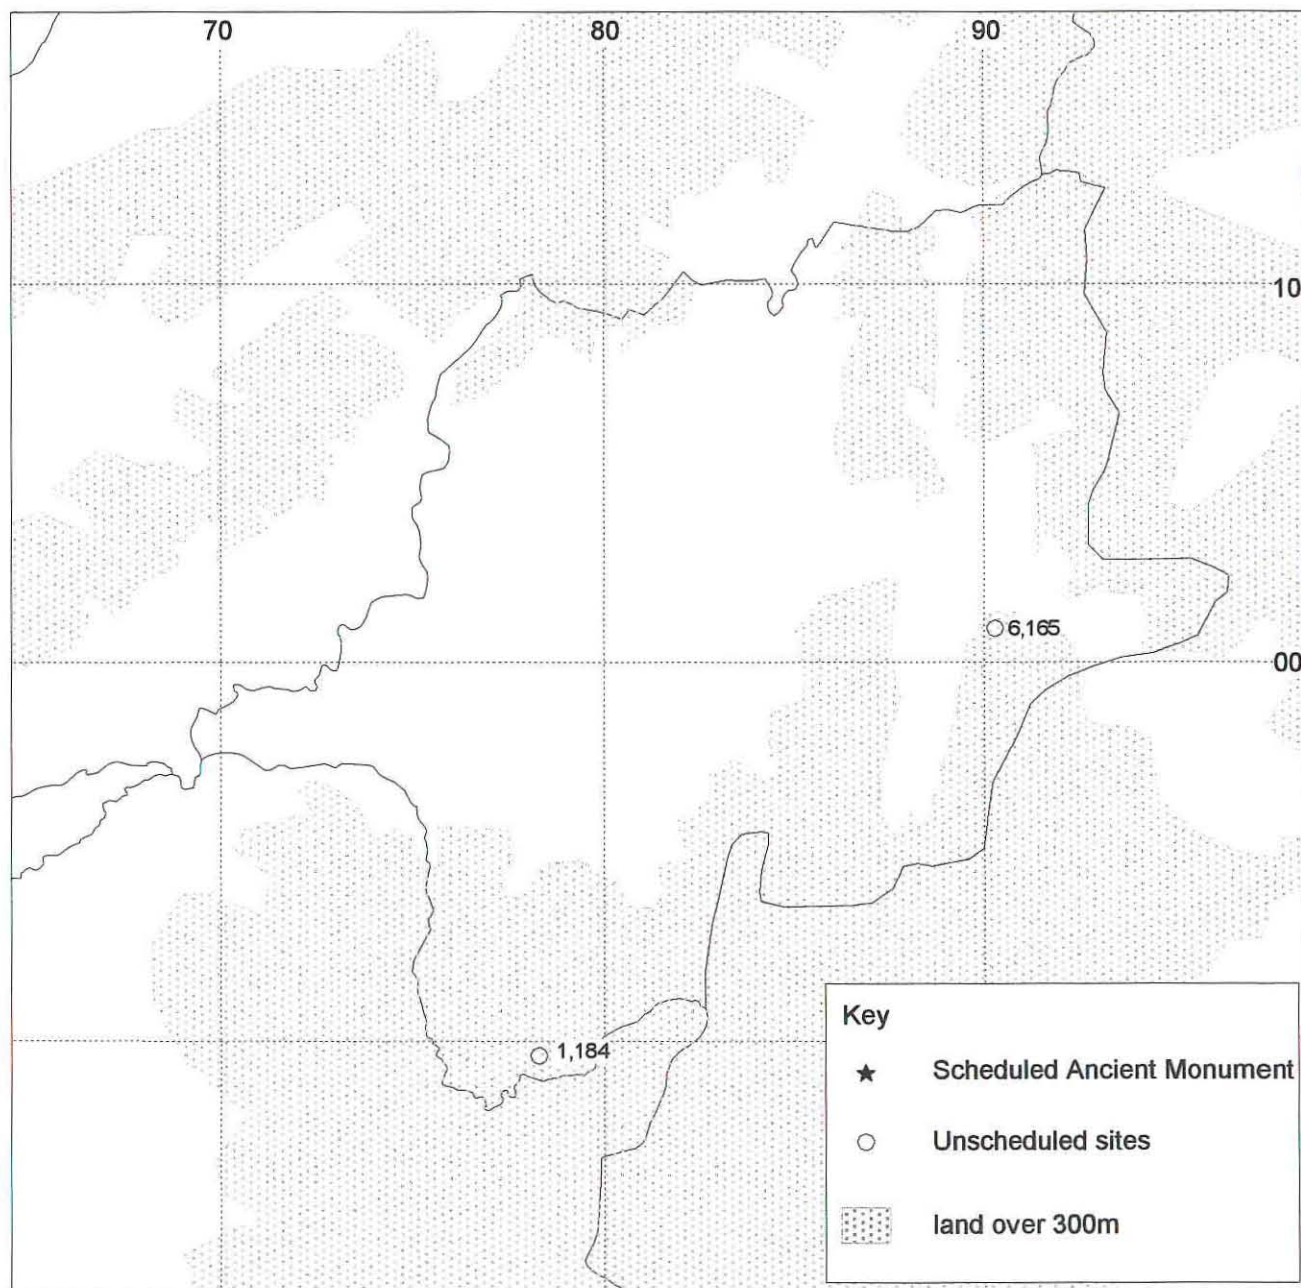 70 80 90
10
6,165
00
1,184
Key
Scheduled Ancient Monument
Unscheduled sites
land over 300m